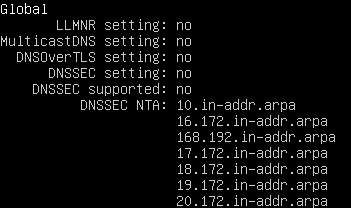 Global
LLMNR setting: no
MulticastDNS setting: no
DNSOverTLS setting: no
DNSSEC setting: no
DNSSEC supported: no
DNSSEC NTA: 10.in-addr.arpa
16.172.in-addr.arpa
168.192.in-addr.arpa
17.172.in-addr.arpa
18.172.in-addr.arpa
19.172.in-addr.arpa
20.172.in-addr.arpa